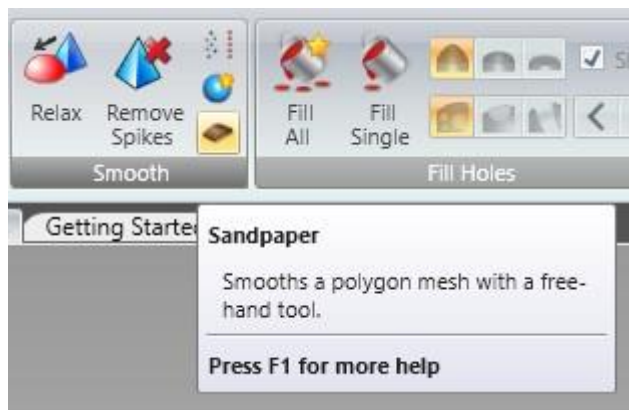 Relax
Remove
Spikes
Fill
All
Fill
Single
Smooth
Fill Holes
Getting Starte
Sandpaper
Smooths a polygon mesh with a free-
hand tool.
Press F1 for more help